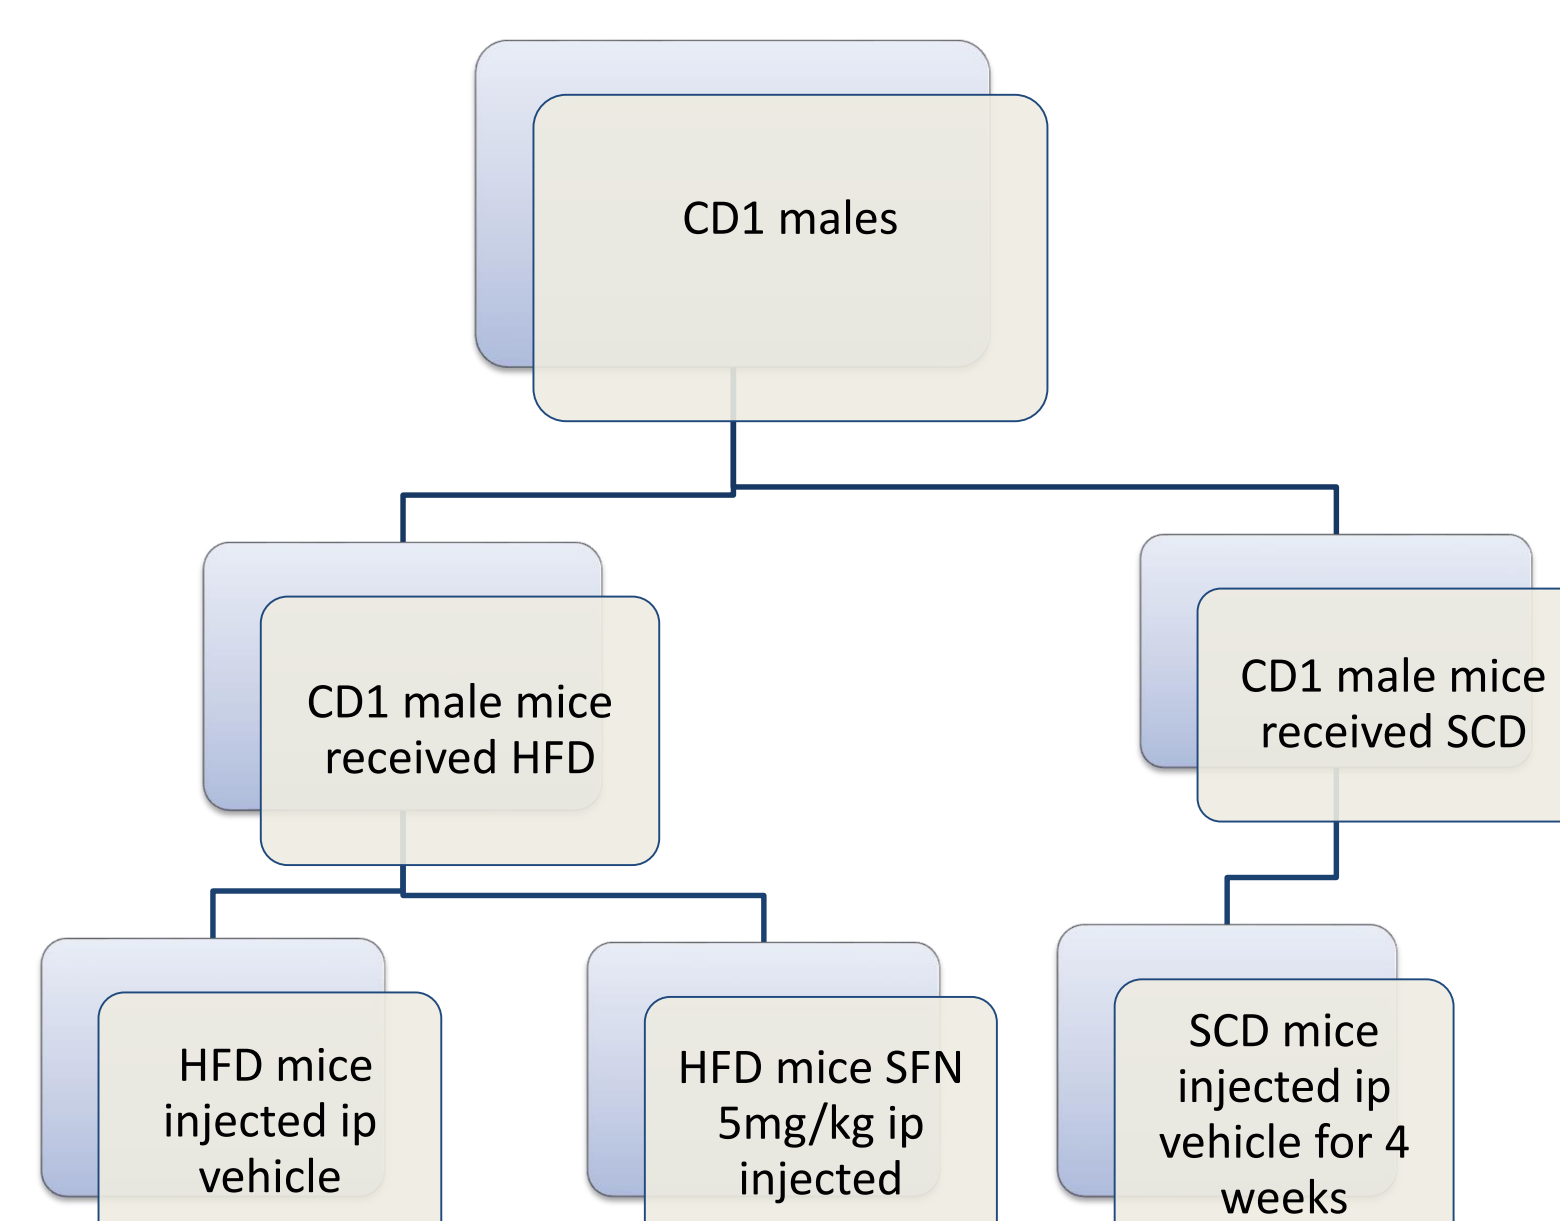 CD1 males
CD1 male mice
received HFD
CD1 male mice
received SCD
HFD mice
injected ip
vehicle
HFD mice SFN
5mg/kg ip
injected
SCD mice
injected ip
vehicle for 4
weeks